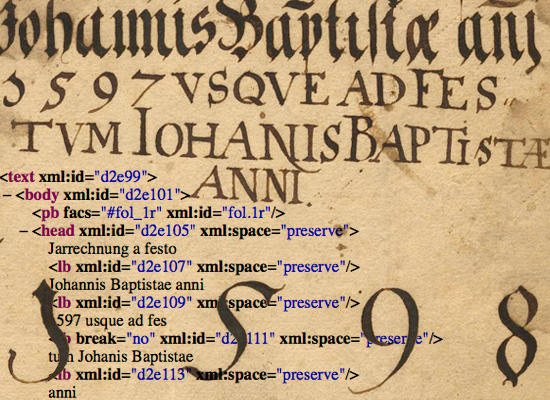 Johannis Baptistæ
1597 VSQVE AD FES
TVM IOHANIS BAPTISTÆ
ANNI.
<text xml:id="d2e99">
– <body xml:id="d2e101">
<pb facs="#fol_1r" xml:id="fol.1r"/>
– <head xml:id="d2e105" xml:space="preserve">
Jarrechnung a festo
<lb xml:id="d2e107" xml:space="preserve"/>
Johannis Baptistae anni
<lb xml:id="d2e109" xml:space="preserve"/>
1597 usque ad fes
<lb break="no" xml:id="d2e111" xml:space="preserve"/>
tum Johanis Baptistae
<lb xml:id="d2e113" xml:space="preserve"/>
anni
1598